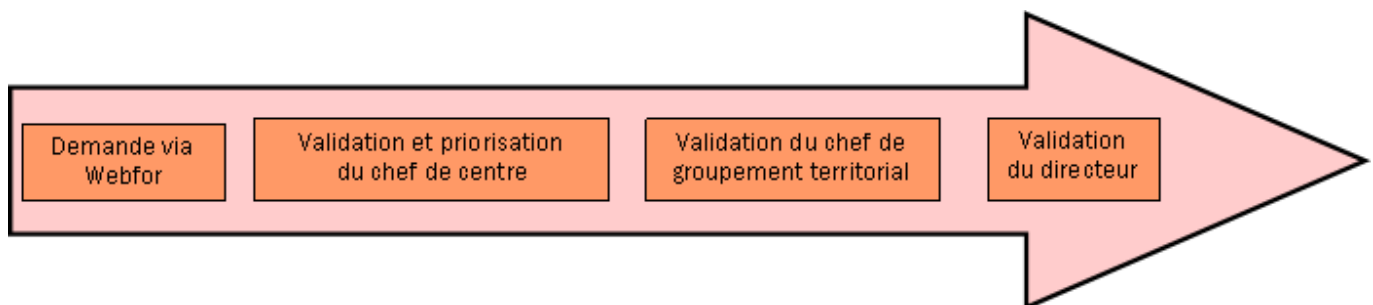 Demande via
Webfor
Validation et priorisation
du chef de centre
Validation du chef de
groupement territorial
Validation
du directeur